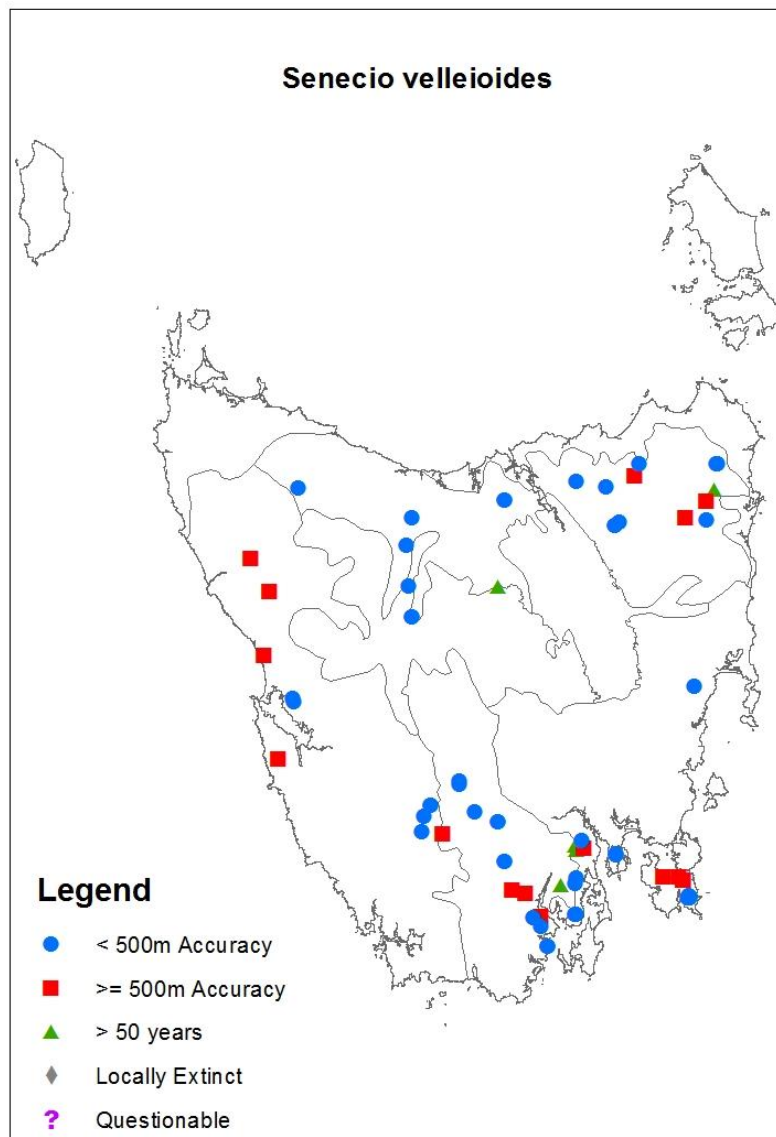 Senecio velleioides
Legend
< 500m Accuracy
>= 500m Accuracy
> 50 years
Locally Extinct
? Questionable